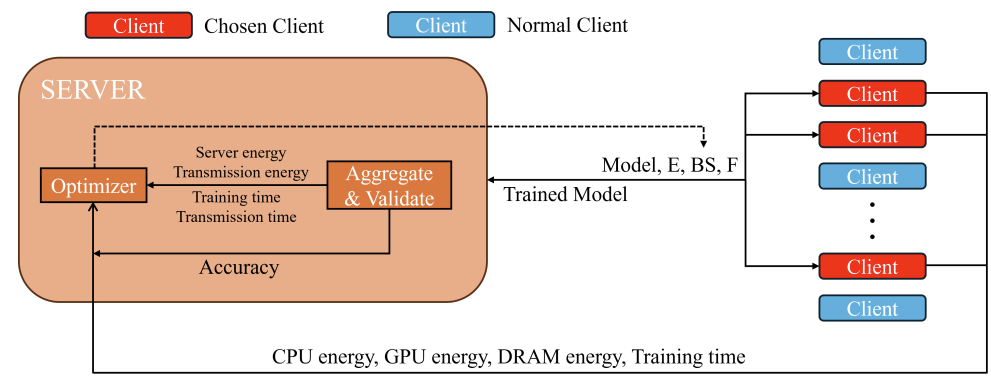 Client Chosen Client
Client Normal Client
SERVER
Client
Client
Client
Client
Client
Client
Server energy
Transmission energy
Training time
Transmission time
Optimizer
Aggregate
& Validate
Accuracy
Model, E, BS, F
Trained Model
CPU energy, GPU energy, DRAM energy, Training time